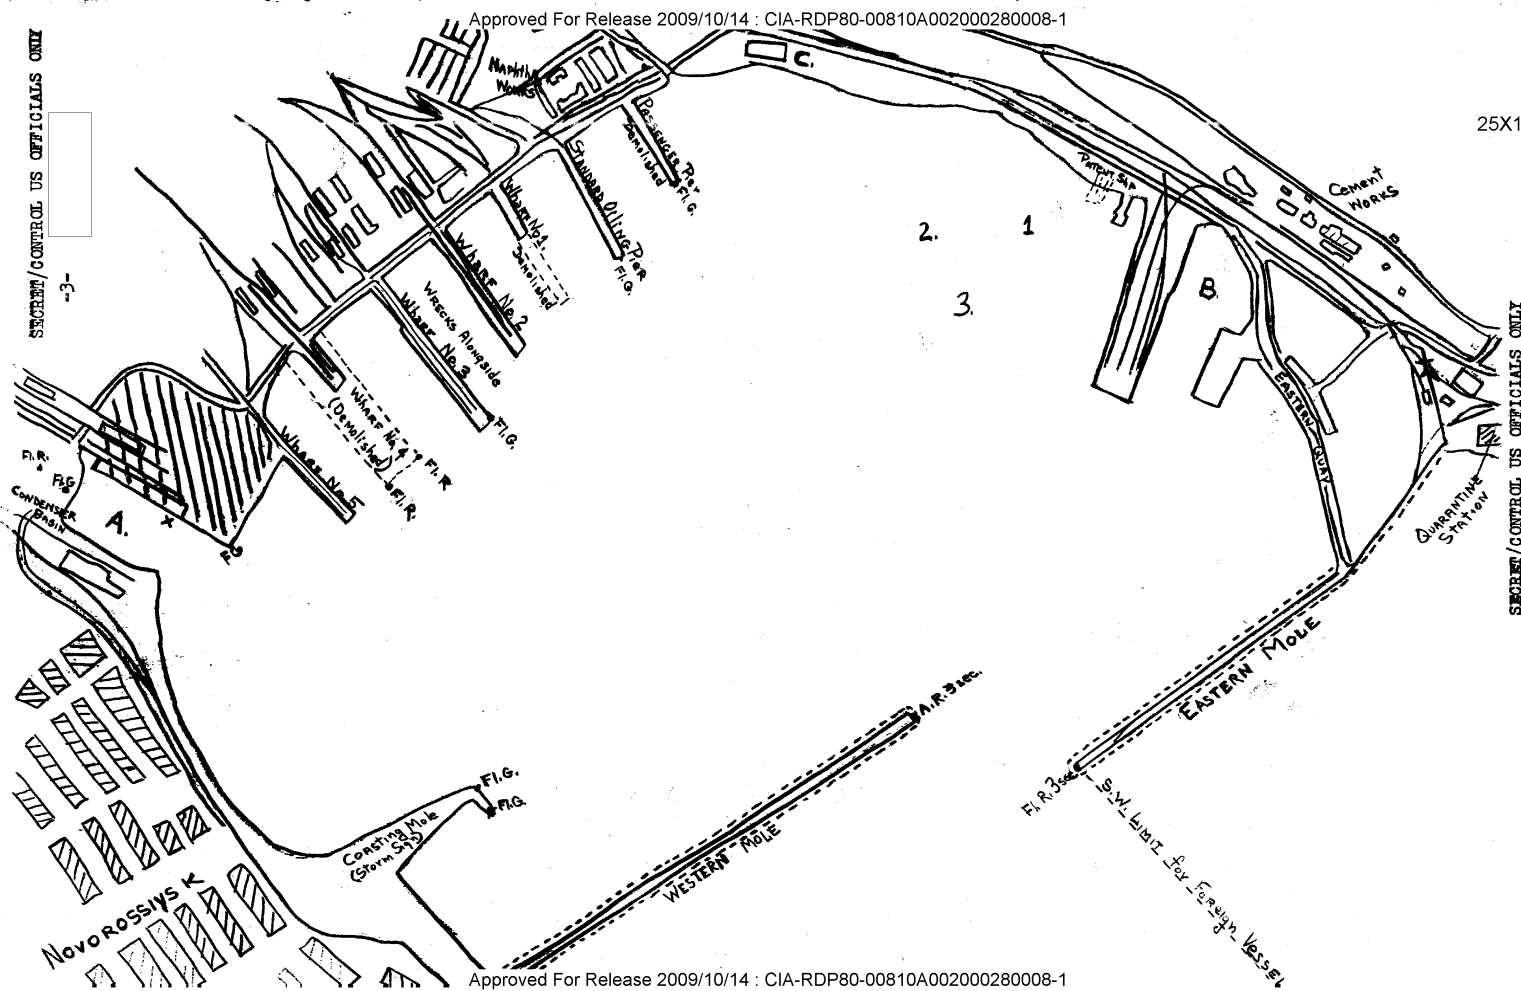 Approved For Release 2009/10/14 : CIA-RDP80-00810A002000280008-1
SECRET/CONTROL US OFFICIALS ONLY
-3-
25X1
NAPHTHA
WORKS
C.
PASSENGER Pier
Demolished
Fl.G.
STANDARD OILING PIER
Fl.G.
Wharf No.1
Demolished
Wharf No. 2
WRECKS Alongside
Wharf No. 3
Fl.G.
Wharf No. 4
(Demolished)
Fl. R
Fl. R.
Wharf No. 5
Fl.R.
Fl.G
CONDENSER
BASIN
A.
X
2.
1
3.
PATENT Slip
Cement
WORKS
B.
EASTERN QUAY
QUARANTINE
STATION
SECRET/CONTROL US OFFICIALS ONLY
EASTERN MOLE
Fl. R. 3 sec
S.W. Limit for Foreign Vessel
A.R. 3 sec.
WESTERN MOLE
Fl.G.
Fl.G.
Coasting Mole
(Storm Sig.)
NOVOROSSIYSK
Approved For Release 2009/10/14 : CIA-RDP80-00810A002000280008-1